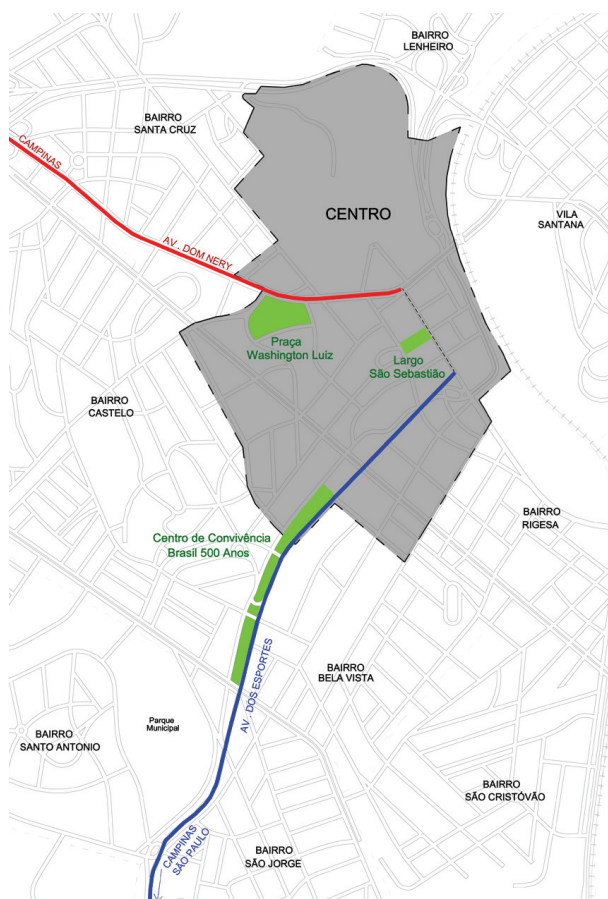 BAIRRO
LENHEIRO
BAIRRO
SANTA CRUZ
CAMPINAS
CENTRO
VILA
SANTANA
AV . DOM NERY
Praça
Washington Luiz
Largo
São Sebastião
BAIRRO
CASTELO
BAIRRO
RIGESA
Centro de Convivência
Brasil 500 Anos
AV . DOS ESPORTES
BAIRRO
BELA VISTA
Parque
Municipal
BAIRRO
SANTO ANTONIO
BAIRRO
SÃO CRISTÓVÃO
CAMPINAS
SÃO PAULO
BAIRRO
SÃO JORGE